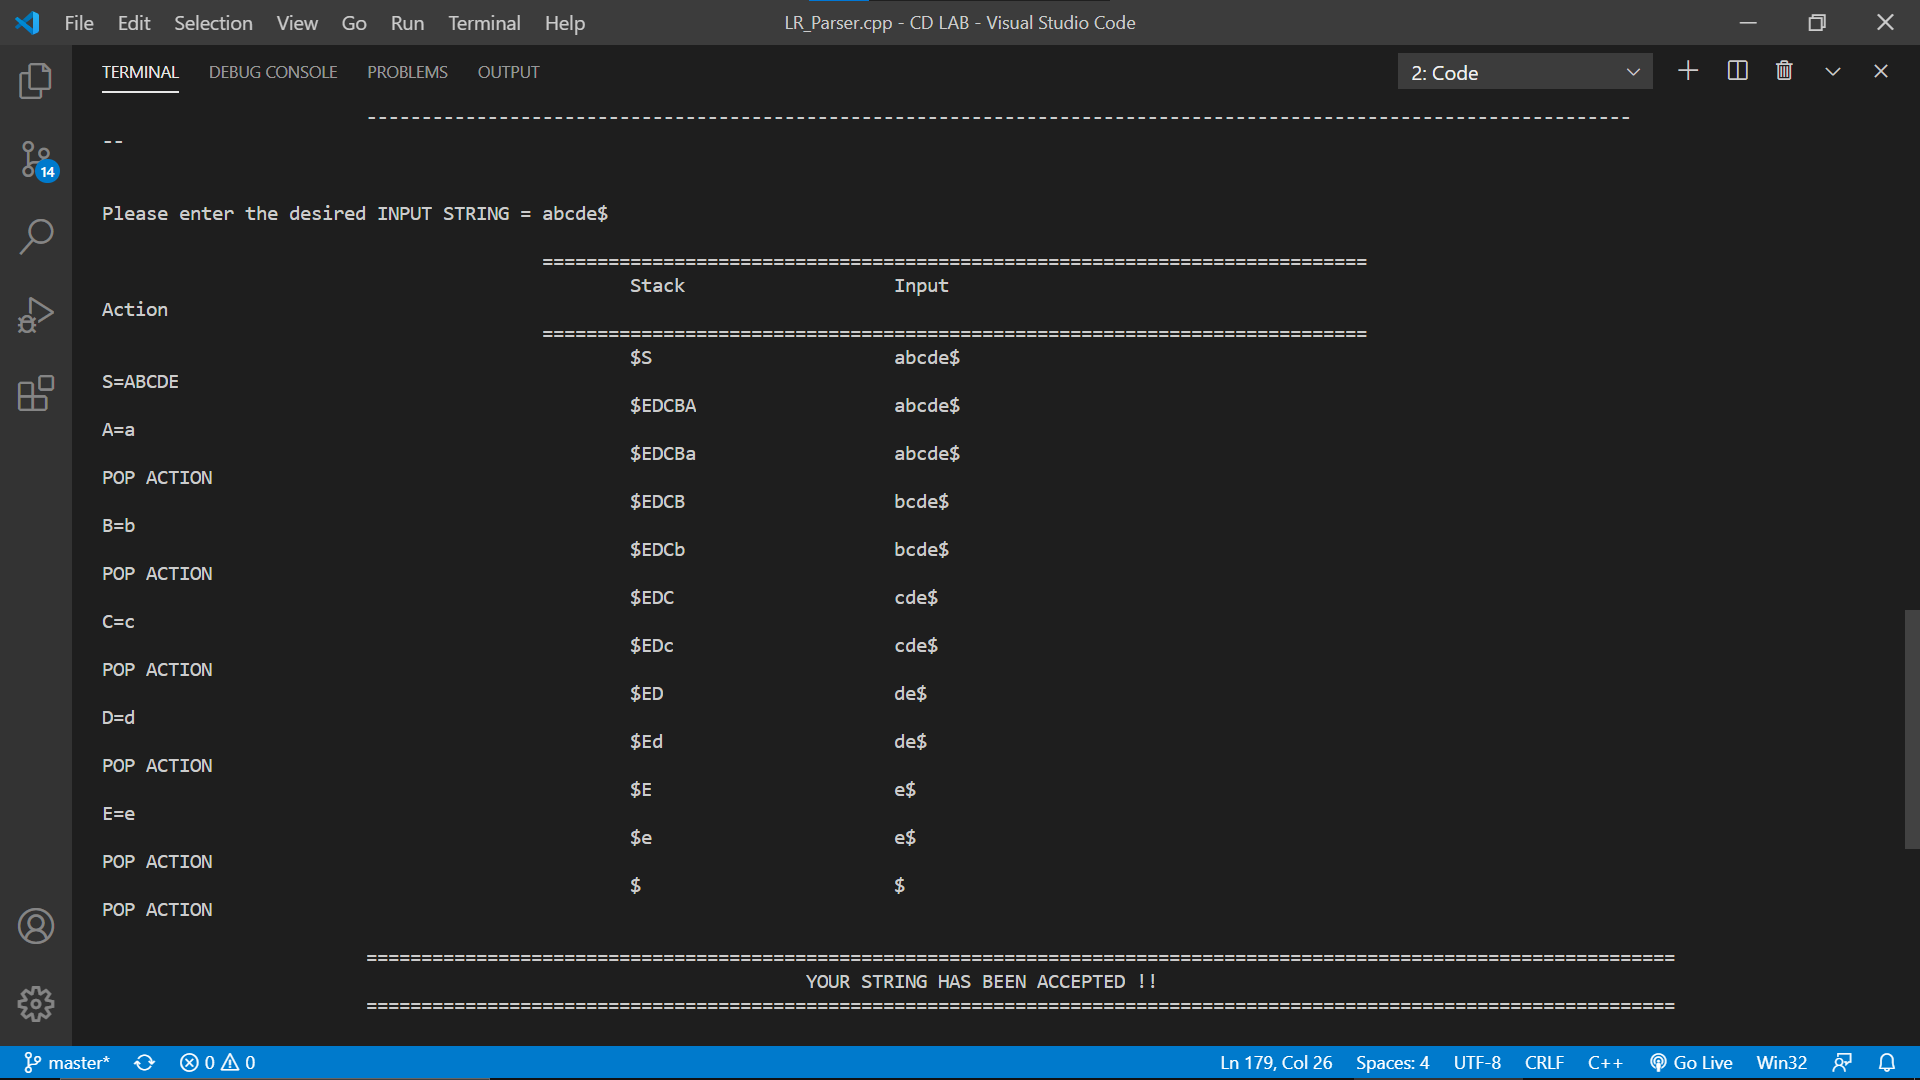 File Edit Selection View Go Run Terminal Help LR_Parser.cpp - CD LAB - Visual Studio Code
TERMINAL DEBUG CONSOLE PROBLEMS OUTPUT 2: Code
-------------------------------------------------------------------------------------------------------------------
--
14
Please enter the desired INPUT STRING = abcde$
===========================================================================
Stack Input
Action
===========================================================================
$S abcde$
S=ABCDE
$EDCBA abcde$
A=a
$EDCBa abcde$
POP ACTION
$EDCB bcde$
B=b
$EDCb bcde$
POP ACTION
$EDC cde$
C=c
$EDc cde$
POP ACTION
$ED de$
D=d
$Ed de$
POP ACTION
$E e$
E=e
$e e$
POP ACTION
$ $
POP ACTION
=======================================================================================================================
YOUR STRING HAS BEEN ACCEPTED !!
=======================================================================================================================
master* 0 0 Ln 179, Col 26 Spaces: 4 UTF-8 CRLF C++ Go Live Win32